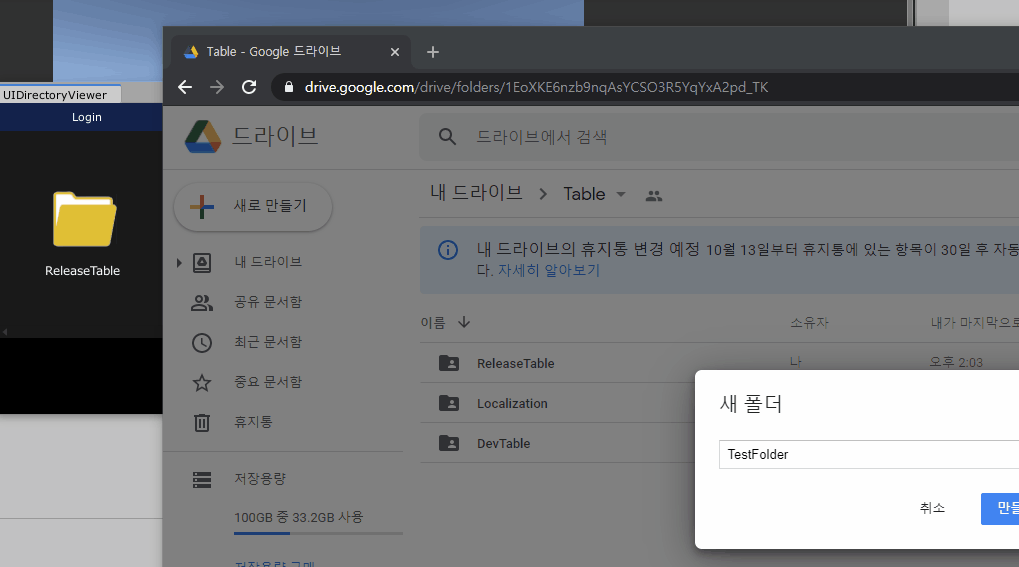 Table - Google 드라이브
drive.google.com/drive/folders/1EoXKE6nzb9nqAsYCSO3R5YqYxA2pd_TK
UIDirectoryViewer
Login
ReleaseTable
드라이브
드라이브에서 검색
새로 만들기
내 드라이브
공유 문서함
최근 문서함
중요 문서함
휴지통
저장용량
100GB 중 33.2GB 사용
저장용량 구매
내 드라이브 > Table
내 드라이브의 휴지통 변경 예정 10월 13일부터 휴지통에 있는 항목이 30일 후 자동
다. 자세히 알아보기
이름 소유자 내가 마지막으로
ReleaseTable 나 오후 2:03
Localization
DevTable
새 폴더
TestFolder
취소 만들